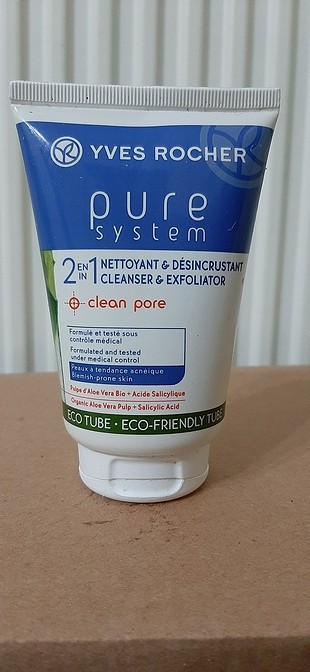 YVES ROCHER
pure
system
2 EN IN 1 NETTOYANT & DÉSINCRUSTANT
CLEANSER & EXFOLIATOR
clean pore
Formulé et testé sous
contrôle médical
Formulated and tested
under medical control
Peaux à tendance acnéique
Blemish-prone skin
Pulpe d'Aloe Vera Bio + Acide Salicylique
Organic Aloe Vera Pulp + Salicylic Acid
ECO TUBE • ECO-FRIENDLY TUBE